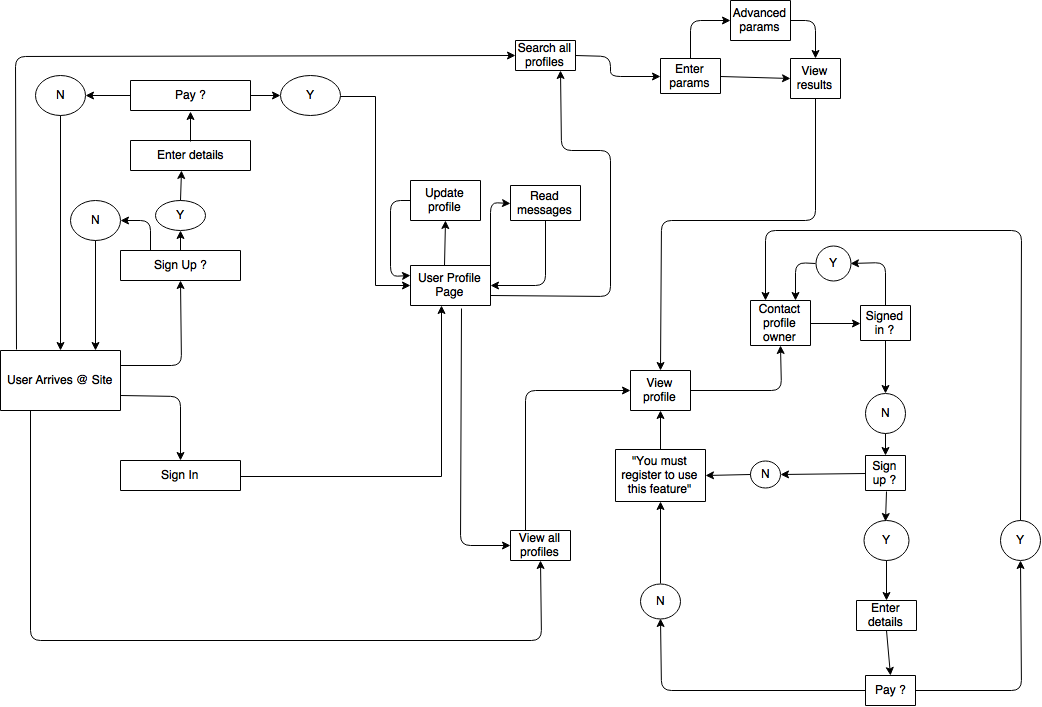 Advanced
params
Search all
profiles
Enter
params
View
results
N
Pay ?
Y
Enter details
Update
profile
Read
messages
N
Y
Sign Up ?
User Profile
Page
Y
Contact
profile
owner
Signed
in ?
User Arrives @ Site
View
profile
N
Sign In
"You must
register to use
this feature"
N
Sign
up ?
View all
profiles
Y
Y
N
Enter
details
Pay ?